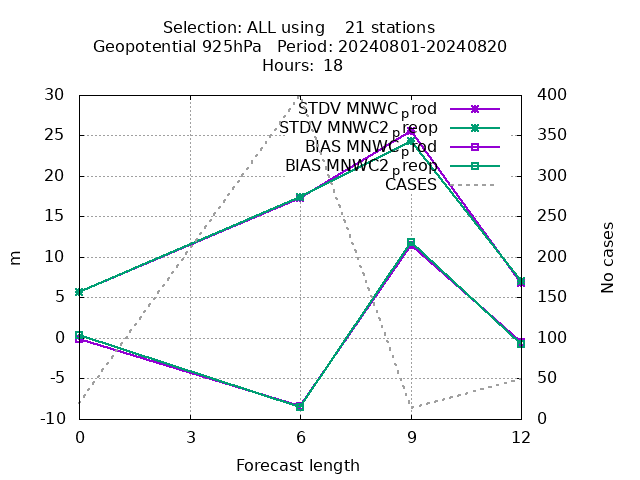 Selection: ALL using    21 stations
Geopotential 925hPa   Period: 20240801-20240820
Hours: 18
30
25
20
15
10
5
0
-5
-10
m
STDV MNWC_prod
STDV MNWC2_preop
BIAS MNWC_prod
BIAS MNWC2_preop
CASES
400
350
300
250
200
150
100
50
0
No cases
0 3 6 9 12
Forecast length